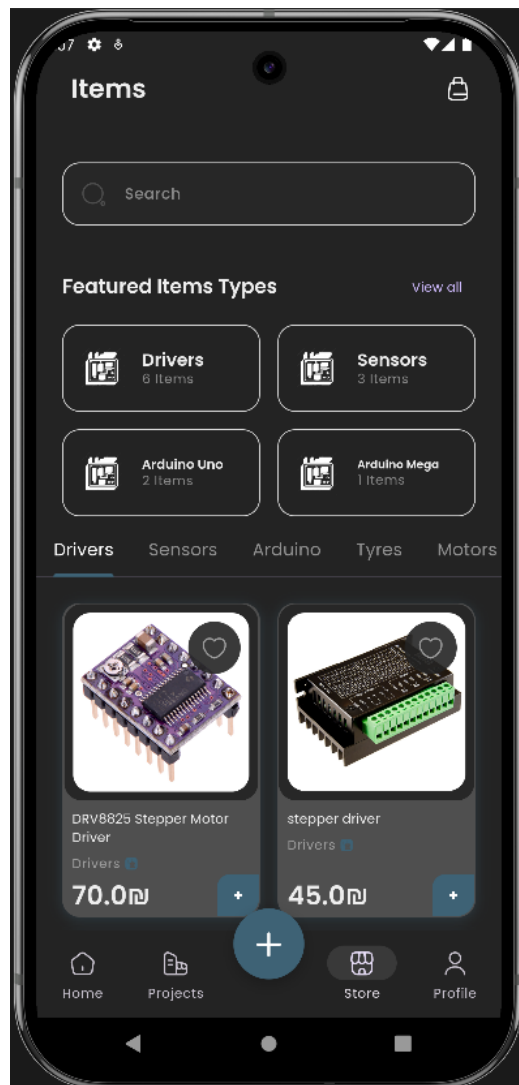 Items
Search
Featured Items Types
View all
Drivers
6 Items
Sensors
3 Items
Arduino Uno
2 Items
Arduino Mega
1 Items
Drivers Sensors Arduino Tyres Motors
DRV8825 Stepper Motor
Driver
Drivers
70.0₪
+
stepper driver
Drivers
45.0₪
+
+
Home
Projects
Store
Profile